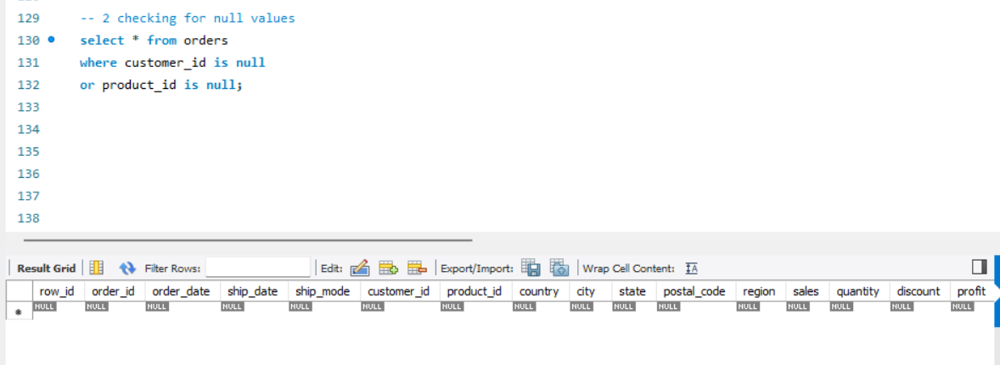 129 -- 2 checking for null values
130 select * from orders
131 where customer_id is null
132 or product_id is null;
133
134
135
136
137
138
Result Grid Filter Rows: Edit: Export/Import: Wrap Cell Content: IA
row_id order_id order_date ship_date ship_mode customer_id product_id country city state postal_code region sales quantity discount profit
NULL NULL NULL NULL NULL NULL NULL NULL NULL NULL NULL NULL NULL NULL NULL NULL